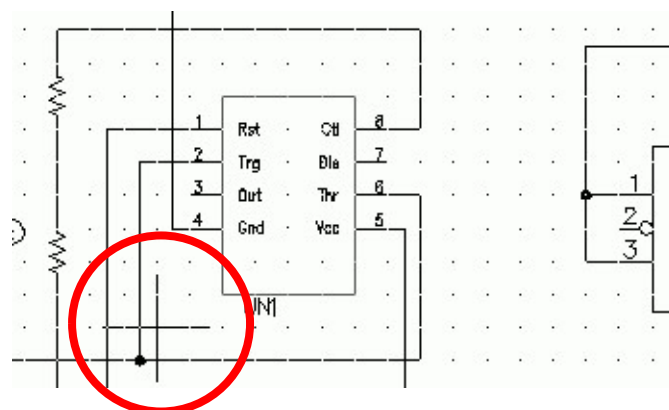 1 Rst Ctl 8
2 Trg Dis 7
3 Out Thr 6
4 Gnd Vcc 5
UN1
1
2
3